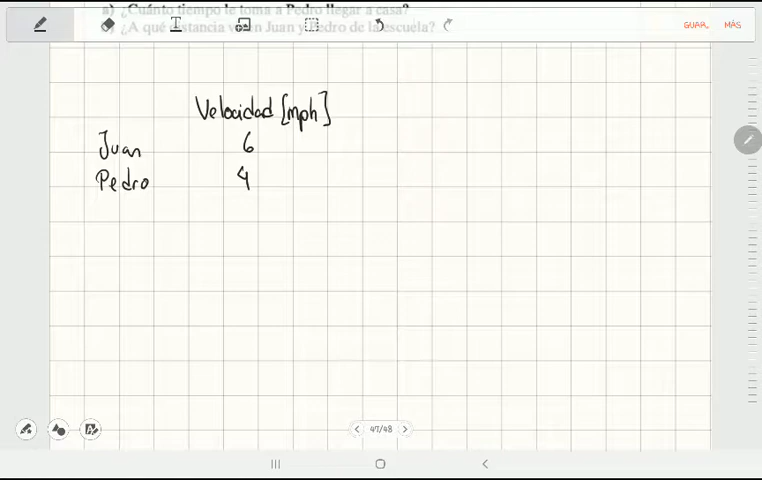 a) ¿Cuánto tiempo le toma a Pedro llegar a casa?
¿A qué distancia viven Juan y Pedro de la escuela?
GUAR. MÁS
Velocidad [mph]
Juan 6
Pedro 4
47/48